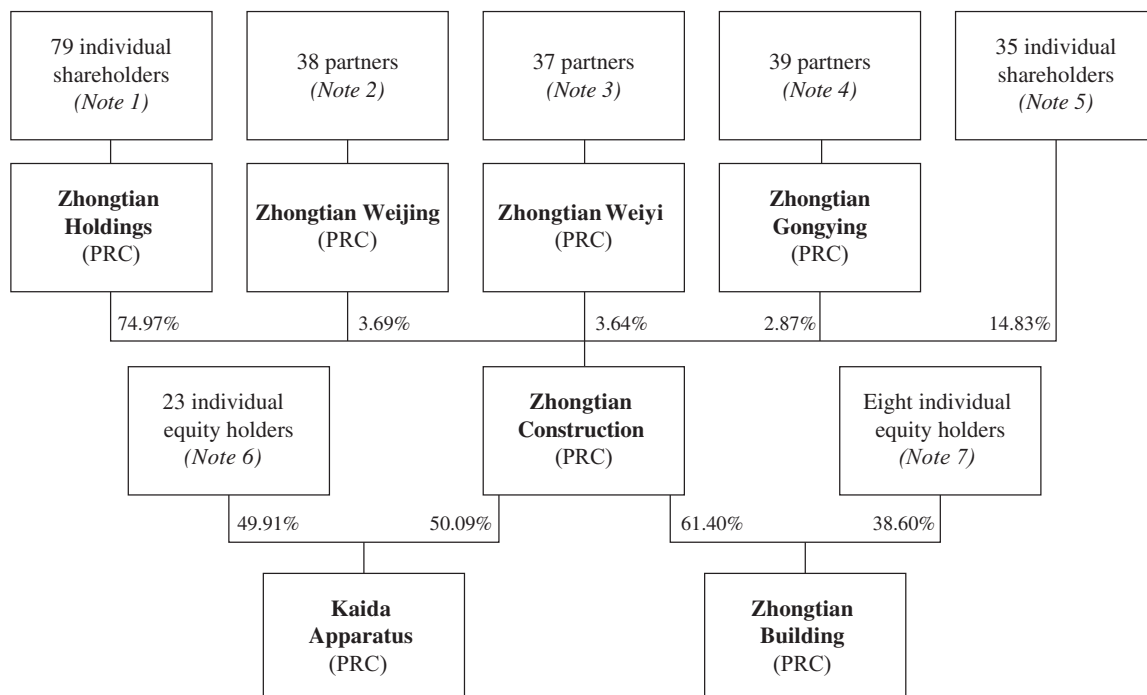 79 individual
shareholders
(Note 1)
38 partners
(Note 2)
37 partners
(Note 3)
39 partners
(Note 4)
35 individual
shareholders
(Note 5)
Zhongtian
Holdings
(PRC)
Zhongtian Weijing
(PRC)
Zhongtian Weiyi
(PRC)
Zhongtian
Gongying
(PRC)
74.97%
3.69%
3.64%
2.87%
14.83%
23 individual
equity holders
(Note 6)
Zhongtian
Construction
(PRC)
Eight individual
equity holders
(Note 7)
49.91%
50.09%
61.40%
38.60%
Kaida
Apparatus
(PRC)
Zhongtian
Building
(PRC)